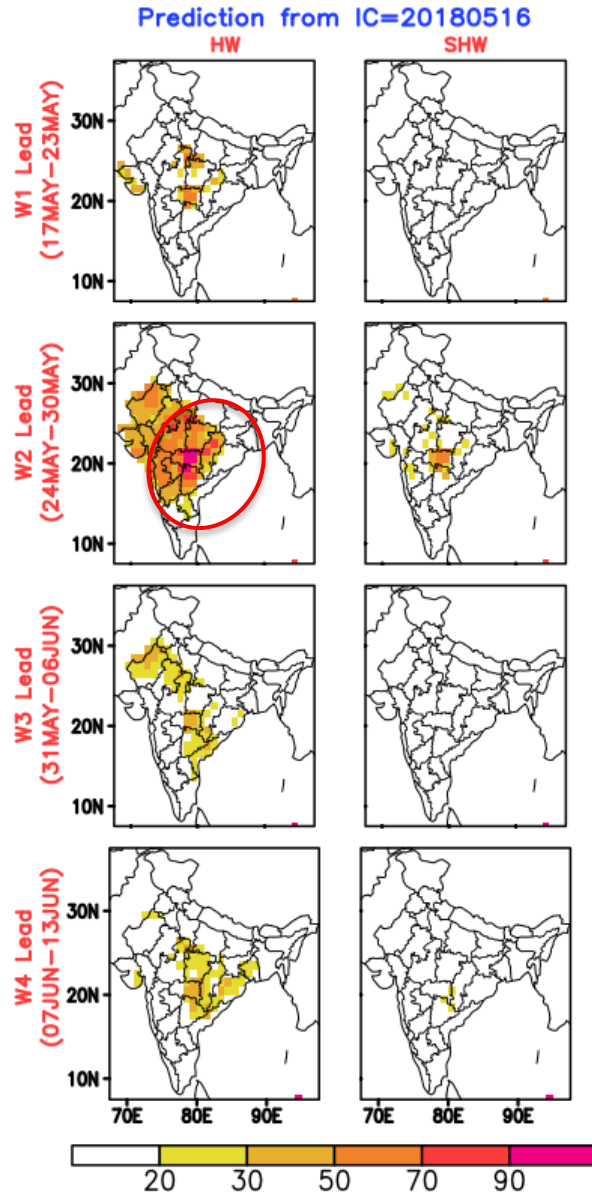 Prediction from IC=20180516
HW SHW
W1 Lead
(17MAY–23MAY)
30N
20N
10N
W2 Lead
(24MAY–30MAY)
30N
20N
10N
W3 Lead
(31MAY–06JUN)
30N
20N
10N
W4 Lead
(07JUN–13JUN)
30N
20N
10N
70E 80E 90E 70E 80E 90E
20 30 50 70 90